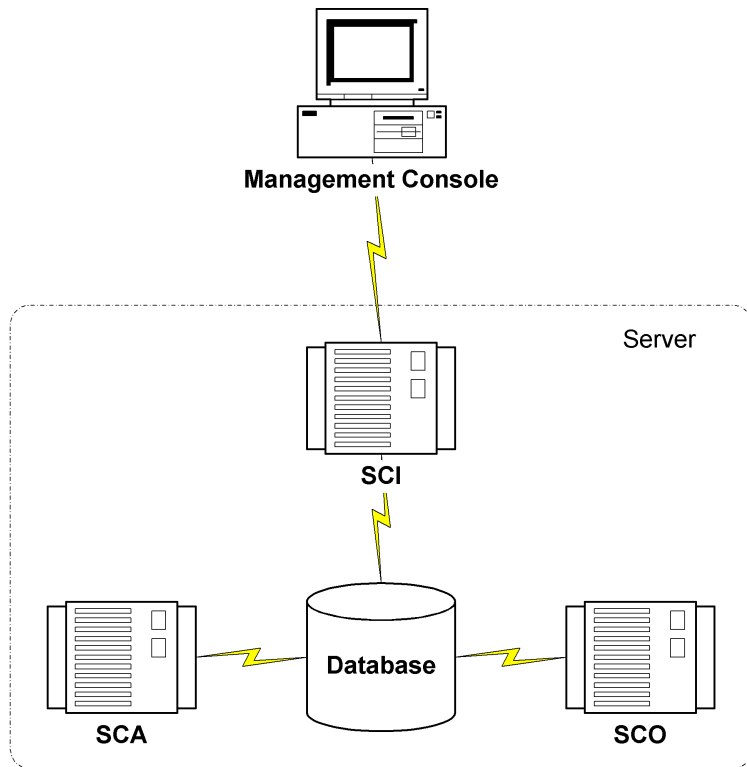 Management Console
Server
SCI
Database
SCA
SCO